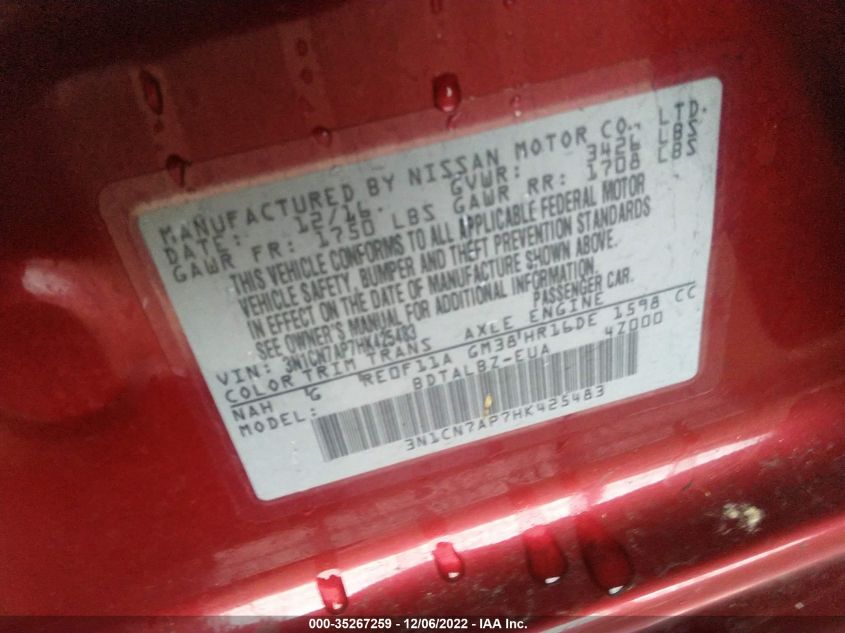 MANUFACTURED BY NISSAN MOTOR CO., LTD.
DATE: 12/16 GVWR: 3426 LBS
GAWR FR: 1750 LBS GAWR RR: 1708 LBS
THIS VEHICLE CONFORMS TO ALL APPLICABLE FEDERAL MOTOR
VEHICLE SAFETY, BUMPER AND THEFT PREVENTION STANDARDS
IN EFFECT ON THE DATE OF MANUFACTURE SHOWN ABOVE.
SEE OWNER'S MANUAL FOR ADDITIONAL INFORMATION.
VIN: 3N1CN7AP7HK425483 PASSENGER CAR.
COLOR TRIM TRANS AXLE ENGINE
NAH G RE0F11A GM38 HR16DE 1598 CC
MODEL: BDTALBZ-EUA 4Z000
3N1CN7AP7HK425483
000-35267259 - 12/06/2022 - IAA Inc.